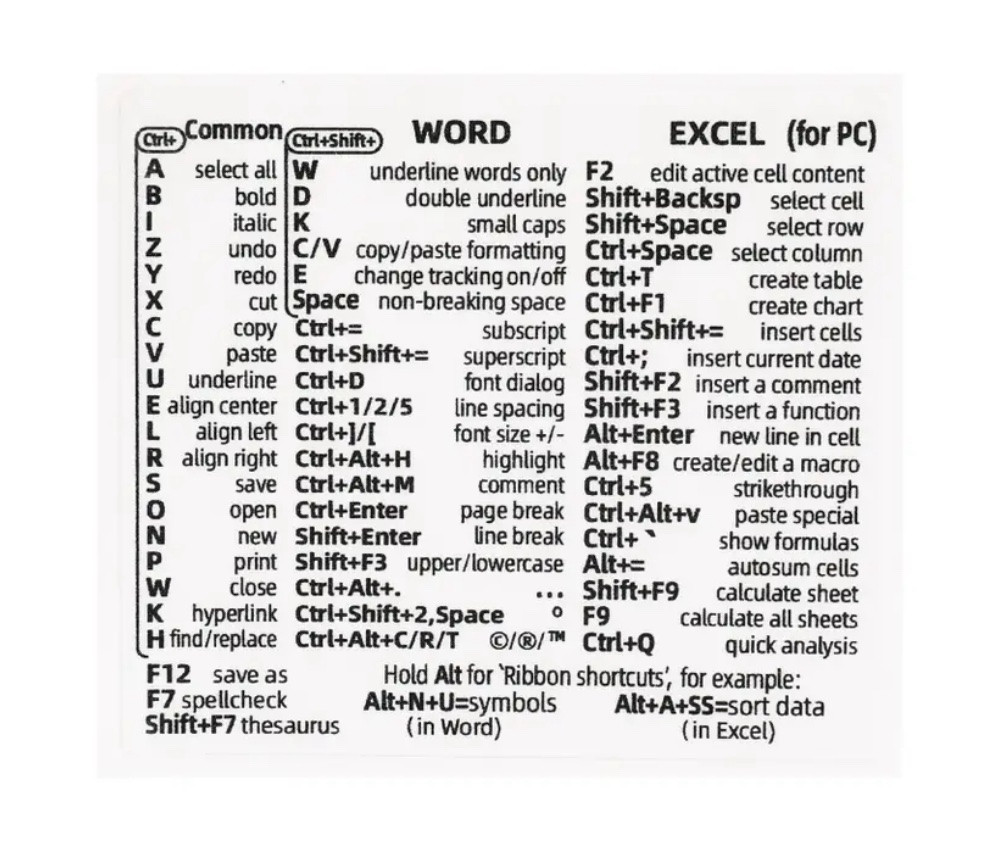 Ctrl+ Common
A select all
B bold
I italic
Z undo
Y redo
X cut
C copy
V paste
U underline
E align center
L align left
R align right
S save
O open
N new
P print
W close
K hyperlink
H find/replace
Ctrl+Shift+ WORD
W underline words only
D double underline
K small caps
C/V copy/paste formatting
E change tracking on/off
Space non-breaking space
Ctrl+= subscript
Ctrl+Shift+= superscript
Ctrl+D font dialog
Ctrl+1/2/5 line spacing
Ctrl+]/[ font size +/-
Ctrl+Alt+H highlight
Ctrl+Alt+M comment
Ctrl+Enter page break
Shift+Enter line break
Shift+F3 upper/lowercase
Ctrl+Alt+. ...
Ctrl+Shift+2,Space °
Ctrl+Alt+C/R/T ©/®/™
EXCEL (for PC)
F2 edit active cell content
Shift+Backsp select cell
Shift+Space select row
Ctrl+Space select column
Ctrl+T create table
Ctrl+F1 create chart
Ctrl+Shift+= insert cells
Ctrl+; insert current date
Shift+F2 insert a comment
Shift+F3 insert a function
Alt+Enter new line in cell
Alt+F8 create/edit a macro
Ctrl+5 strikethrough
Ctrl+Alt+v paste special
Ctrl+ ` show formulas
Alt+= autosum cells
Shift+F9 calculate sheet
F9 calculate all sheets
Ctrl+Q quick analysis
F12 save as
F7 spellcheck
Shift+F7 thesaurus
Hold Alt for ‘Ribbon shortcuts’, for example:
Alt+N+U=symbols
(in Word)
Alt+A+SS=sort data
(in Excel)